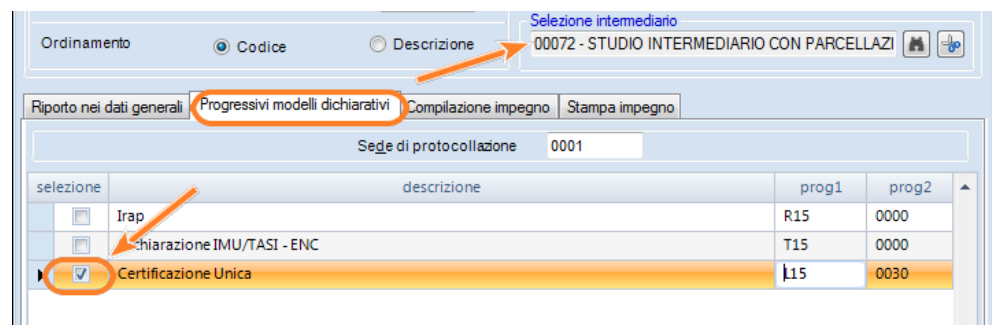 Selezione intermediario
Ordinamento Codice Descrizione 00072 - STUDIO INTERMEDIARIO CON PARCELLAZI
Riporto nei dati generali Progressivi modelli dichiarativi Compilazione impegno Stampa impegno
Sede di protocollazione 0001
selezione descrizione prog1 prog2
Irap R15 0000
chiarazione IMU/TASI - ENC T15 0000
Certificazione Unica L15 0030